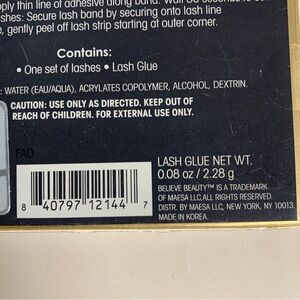 pply thin line of adhesive along band. Wait 30 seconds to
shes: Secure lash band by securing onto lash line
e, gently peel off lash strip starting at outer corner.
Contains:
• One set of lashes • Lash Glue
: WATER (EAU/AQUA), ACRYLATES COPOLYMER, ALCOHOL, DEXTRIN.
CAUTION: USE ONLY AS DIRECTED. KEEP OUT OF
REACH OF CHILDREN. FOR EXTERNAL USE ONLY.
FAO
LASH GLUE NET WT.
0.08 oz / 2.28 g
BELIEVE BEAUTY™ IS A TRADEMARK
OF MAESA LLC. ALL RIGHTS RESERVED.
DISTR. BY MAESA LLC, NEW YORK, NY 10013
MADE IN KOREA.
8 40797 12144 7